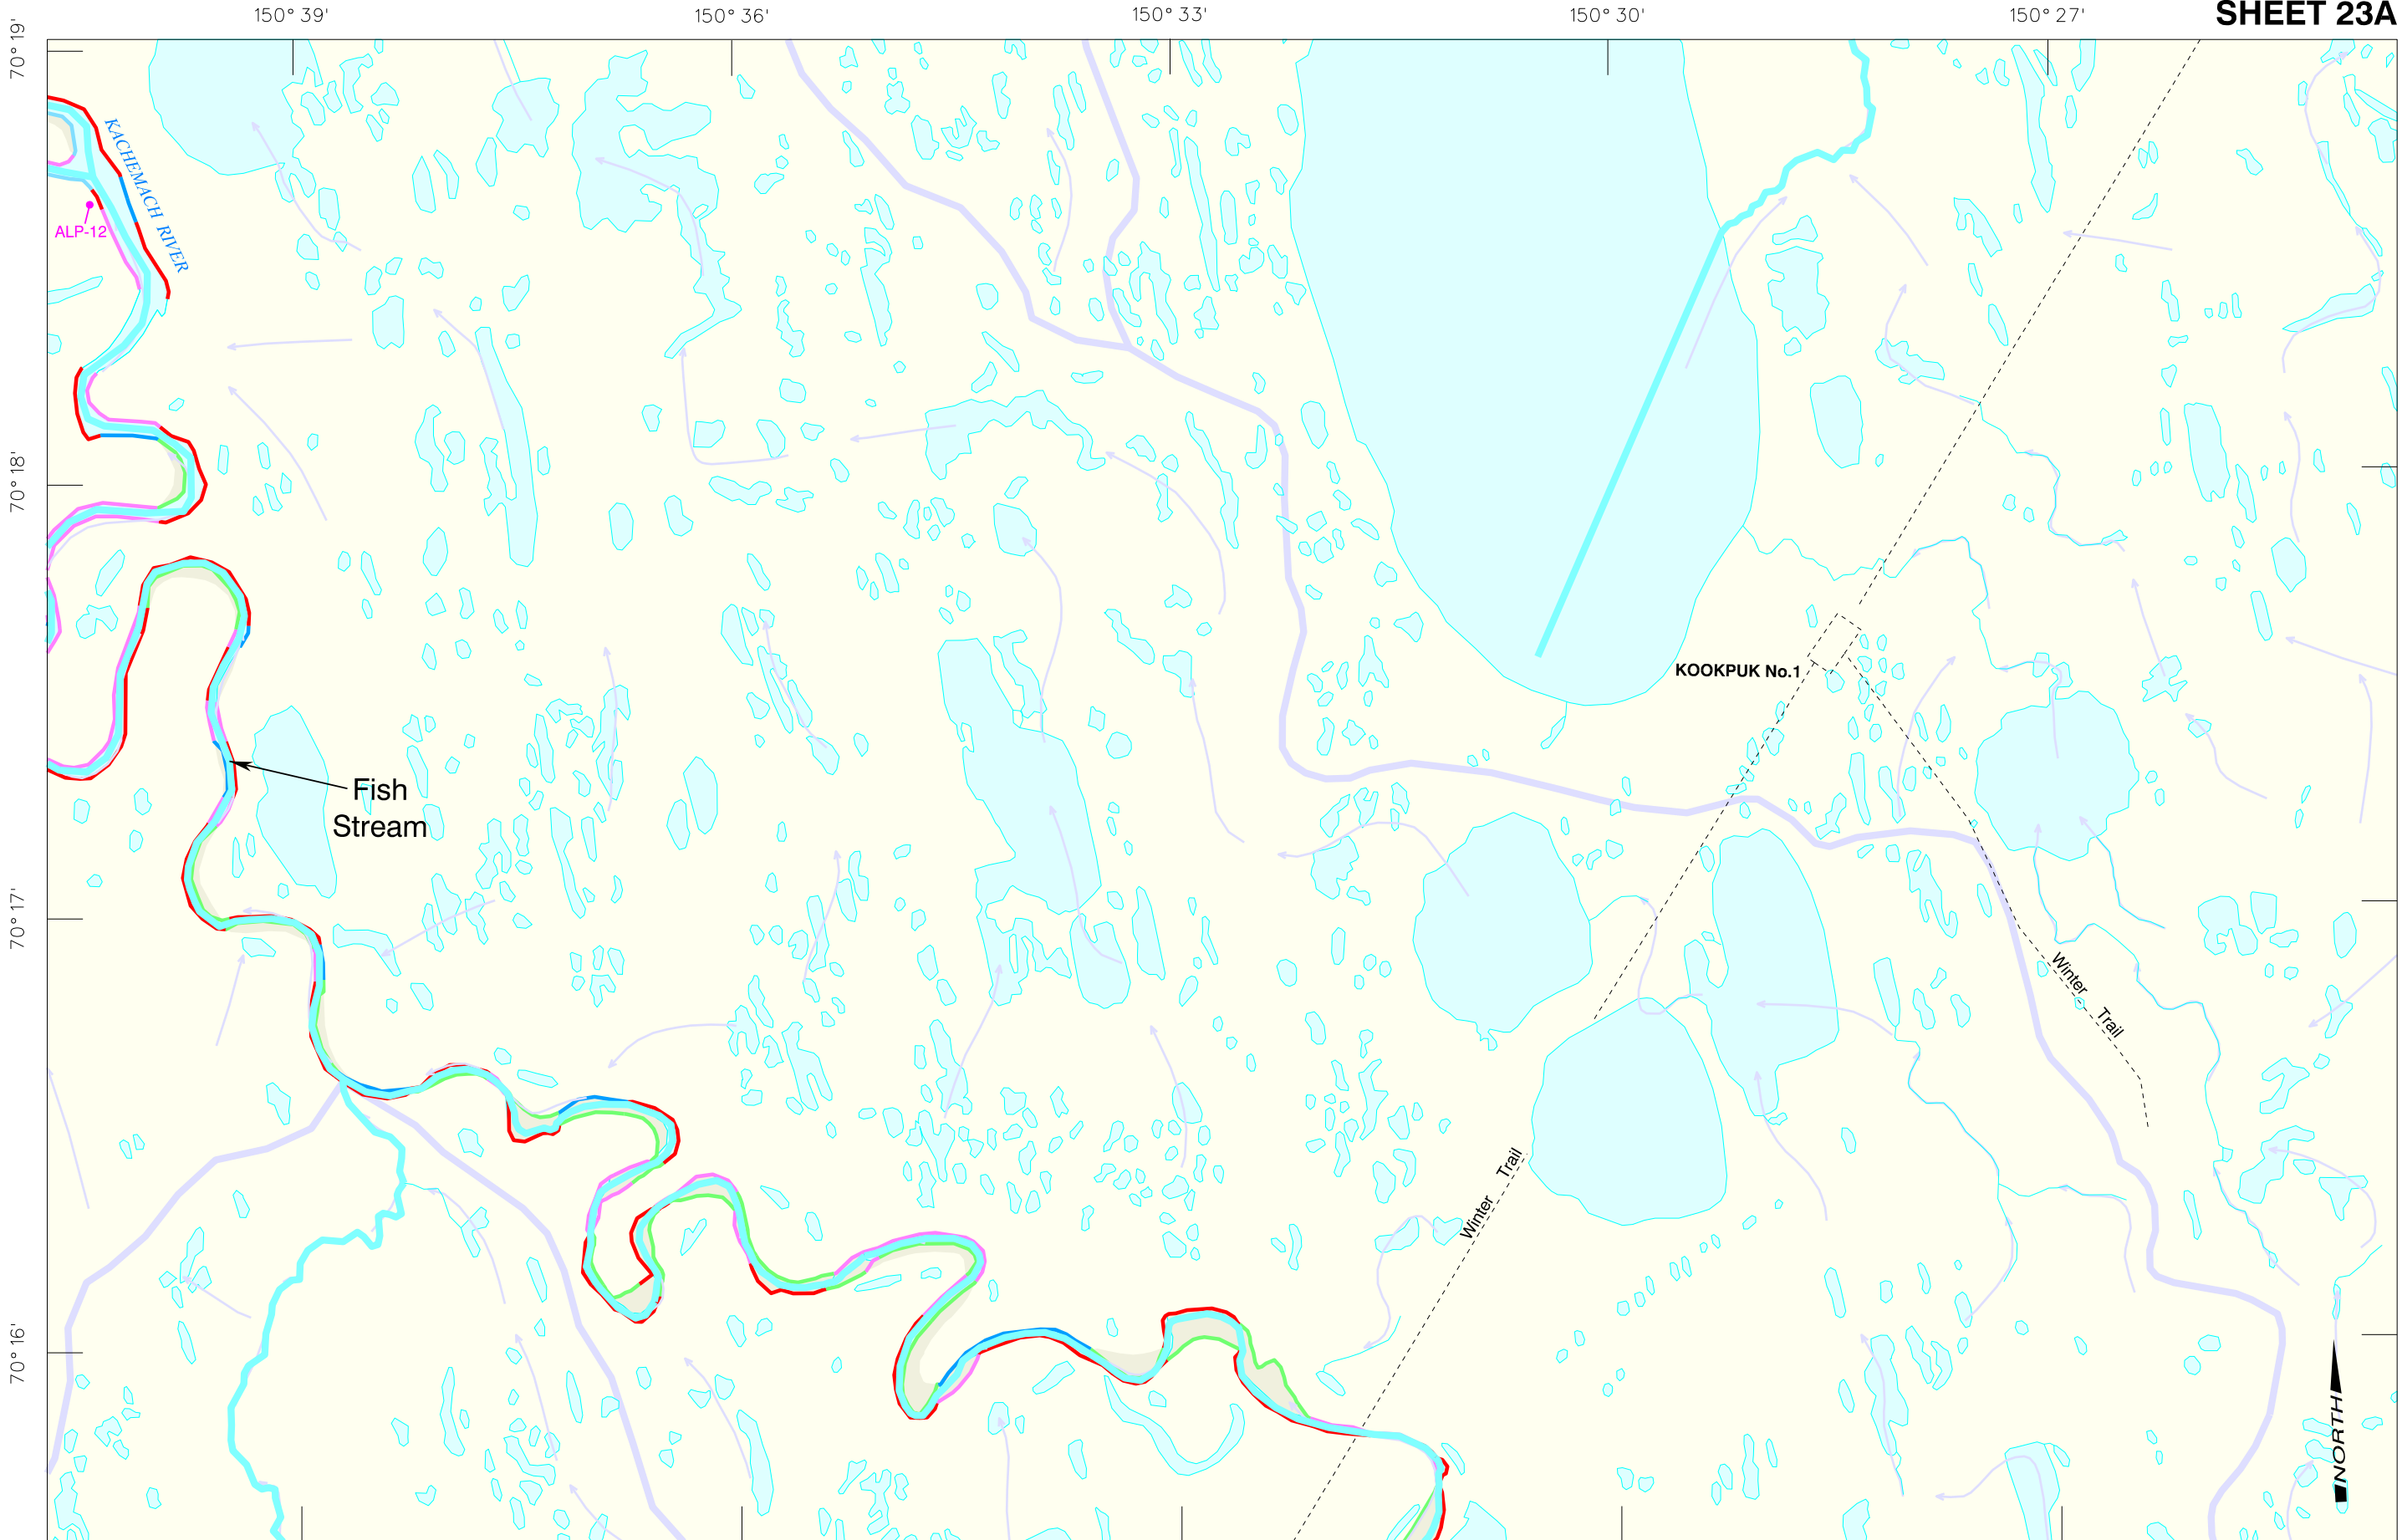 150° 39'
150° 36'
150° 33'
150° 30'
150° 27'
SHEET 23A
70° 19'
KACHEMACH RIVER
ALP-12
70° 18'
KOOKPUK No.1
Fish
Stream
70° 17'
Winter Trail
Winter Trail
70° 16'
NORTH